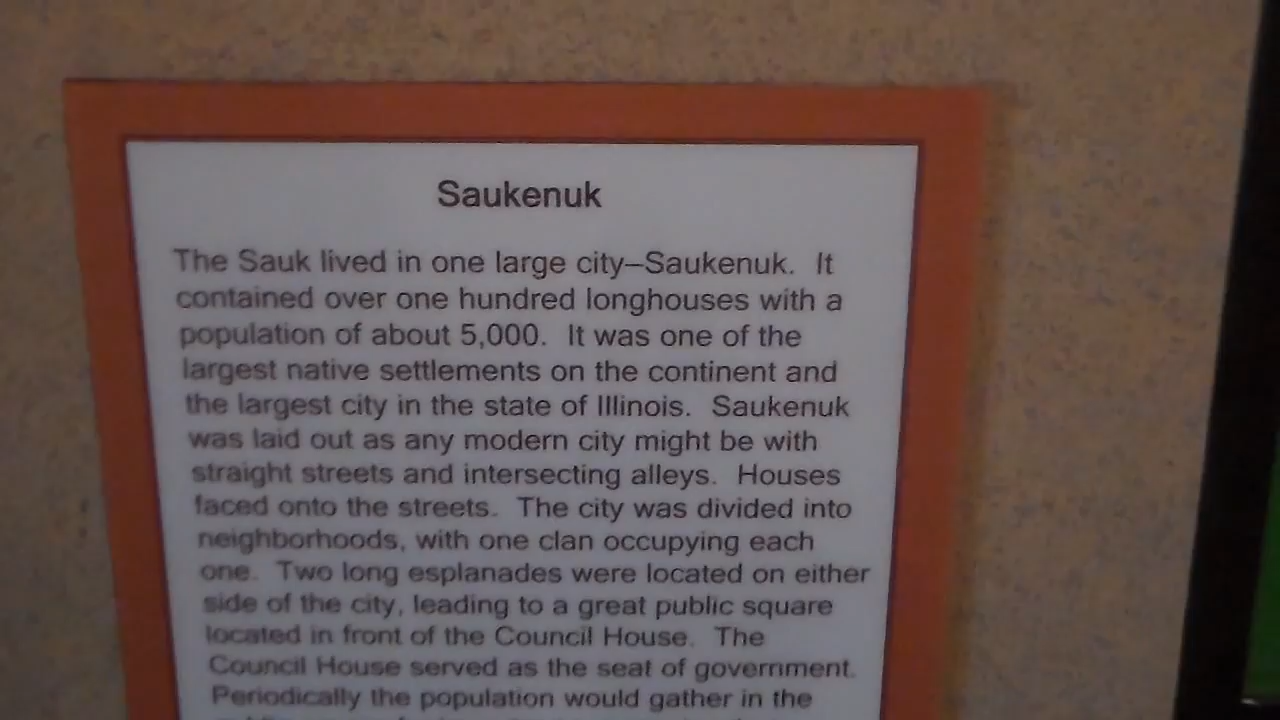 Saukenuk
The Sauk lived in one large city–Saukenuk. It
contained over one hundred longhouses with a
population of about 5,000. It was one of the
largest native settlements on the continent and
the largest city in the state of Illinois. Saukenuk
was laid out as any modern city might be with
straight streets and intersecting alleys. Houses
faced onto the streets. The city was divided into
neighborhoods, with one clan occupying each
one. Two long esplanades were located on either
side of the city, leading to a great public square
located in front of the Council House. The
Council House served as the seat of government.
Periodically the population would gather in the